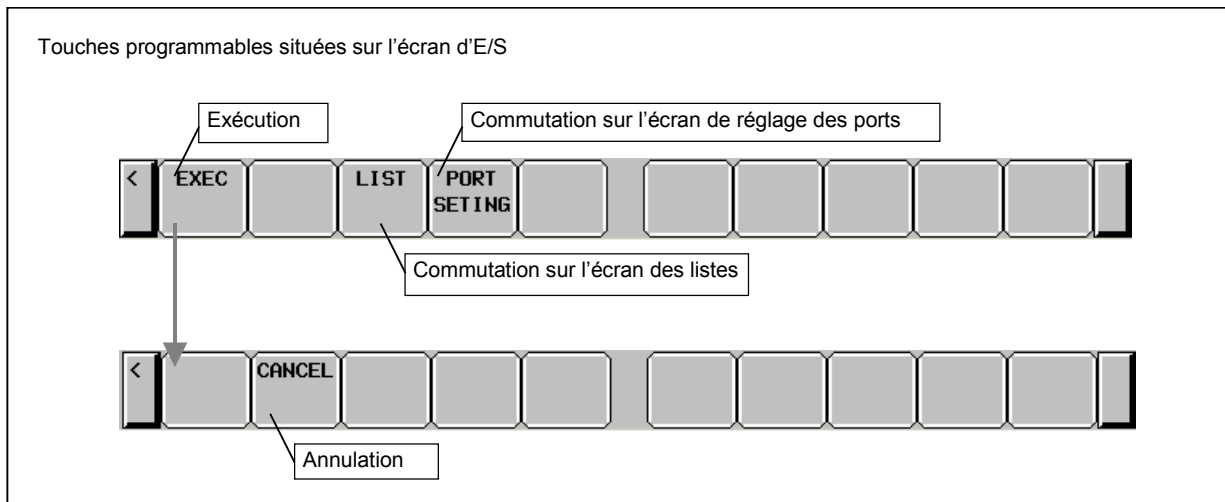 Touches programmables situées sur l’écran d’E/S
Exécution
Commutation sur l’écran de réglage des ports
< EXEC LIST PORT SETING
Commutation sur l’écran des listes
< CANCEL
Annulation